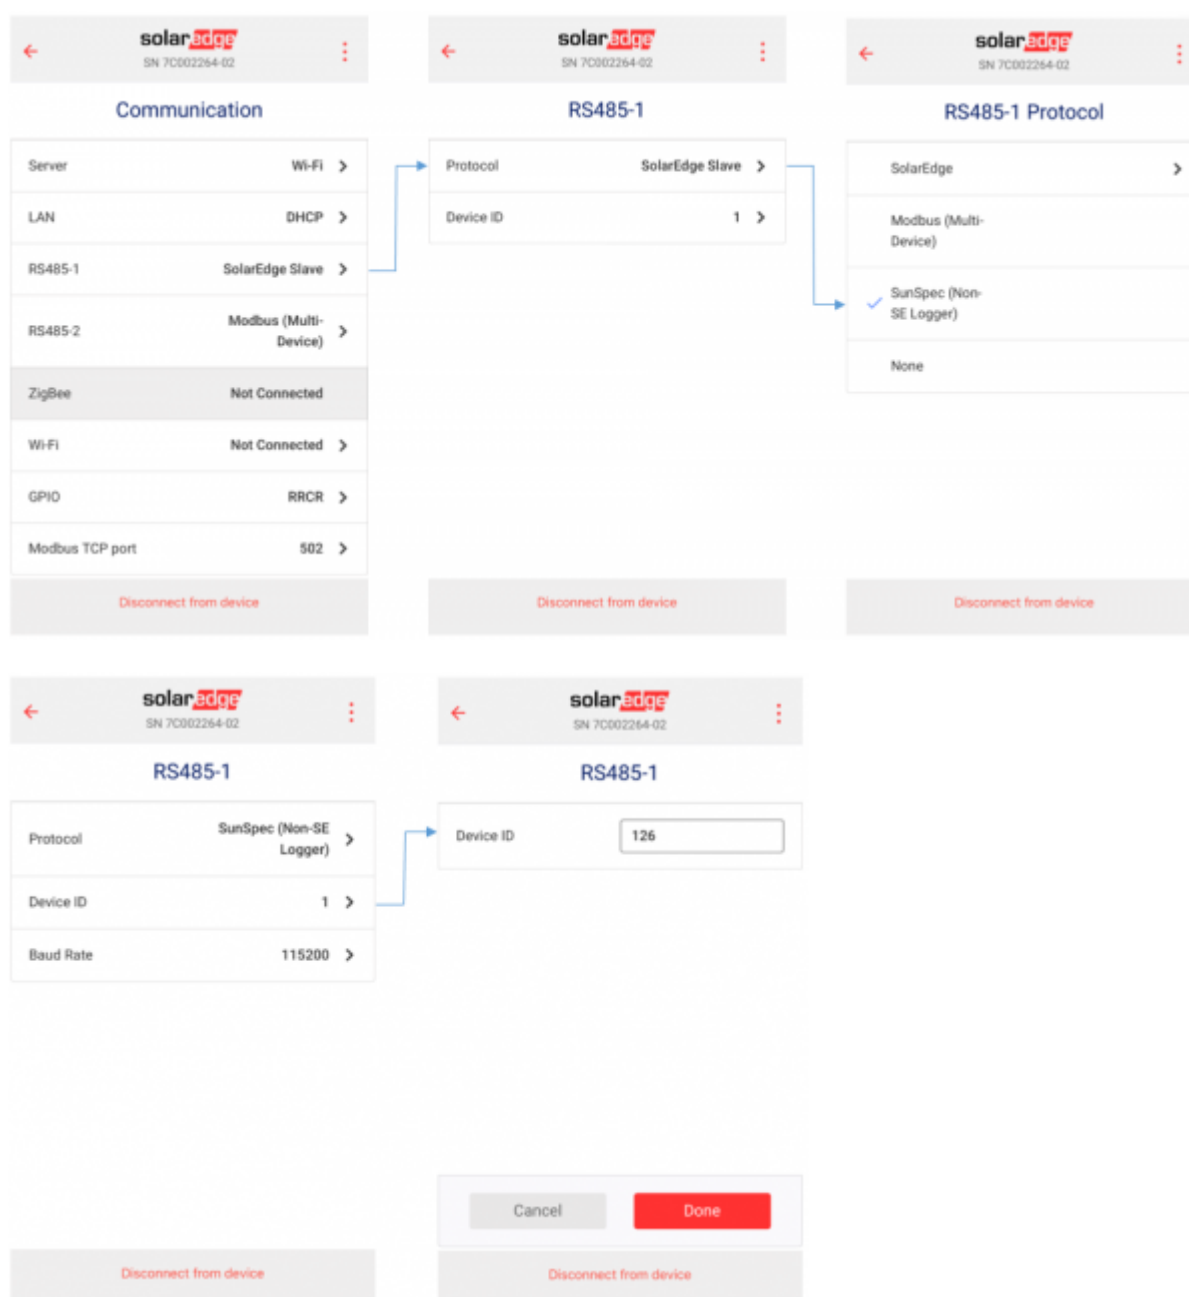 solaredge
SN 7C002264-02
Communication
Server Wi-Fi
LAN DHCP
RS485-1 SolarEdge Slave
RS485-2 Modbus (Multi-
Device)
ZigBee Not Connected
Wi-Fi Not Connected
GPIO RRCR
Modbus TCP port 502
Disconnect from device
solaredge
SN 7C002264-02
RS485-1
Protocol SolarEdge Slave
Device ID 1
Disconnect from device
solaredge
SN 7C002264-02
RS485-1 Protocol
SolarEdge
Modbus (Multi-
Device)
SunSpec (Non-
SE Logger)
None
Disconnect from device
solaredge
SN 7C002264-02
RS485-1
Protocol SunSpec (Non-SE
Logger)
Device ID 1
Baud Rate 115200
Disconnect from device
solaredge
SN 7C002264-02
RS485-1
Device ID 126
Cancel Done
Disconnect from device